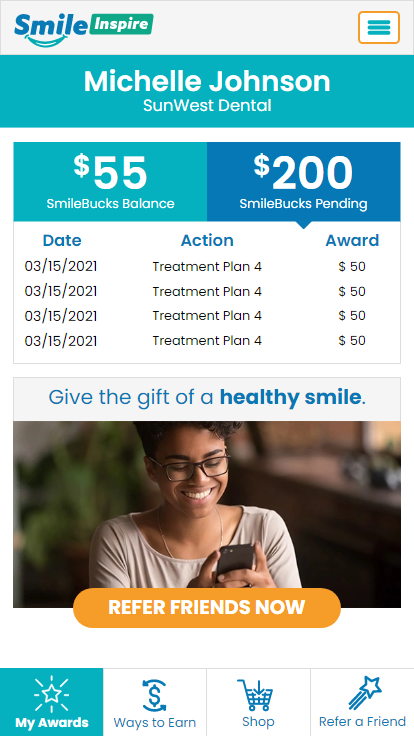 Smile Inspire
Michelle Johnson
SunWest Dental
$55 $200
SmileBucks Balance SmileBucks Pending
Date Action Award
03/15/2021 Treatment Plan 4 $ 50
03/15/2021 Treatment Plan 4 $ 50
03/15/2021 Treatment Plan 4 $ 50
03/15/2021 Treatment Plan 4 $ 50
Give the gift of a healthy smile.
REFER FRIENDS NOW
My Awards Ways to Earn Shop Refer a Friend